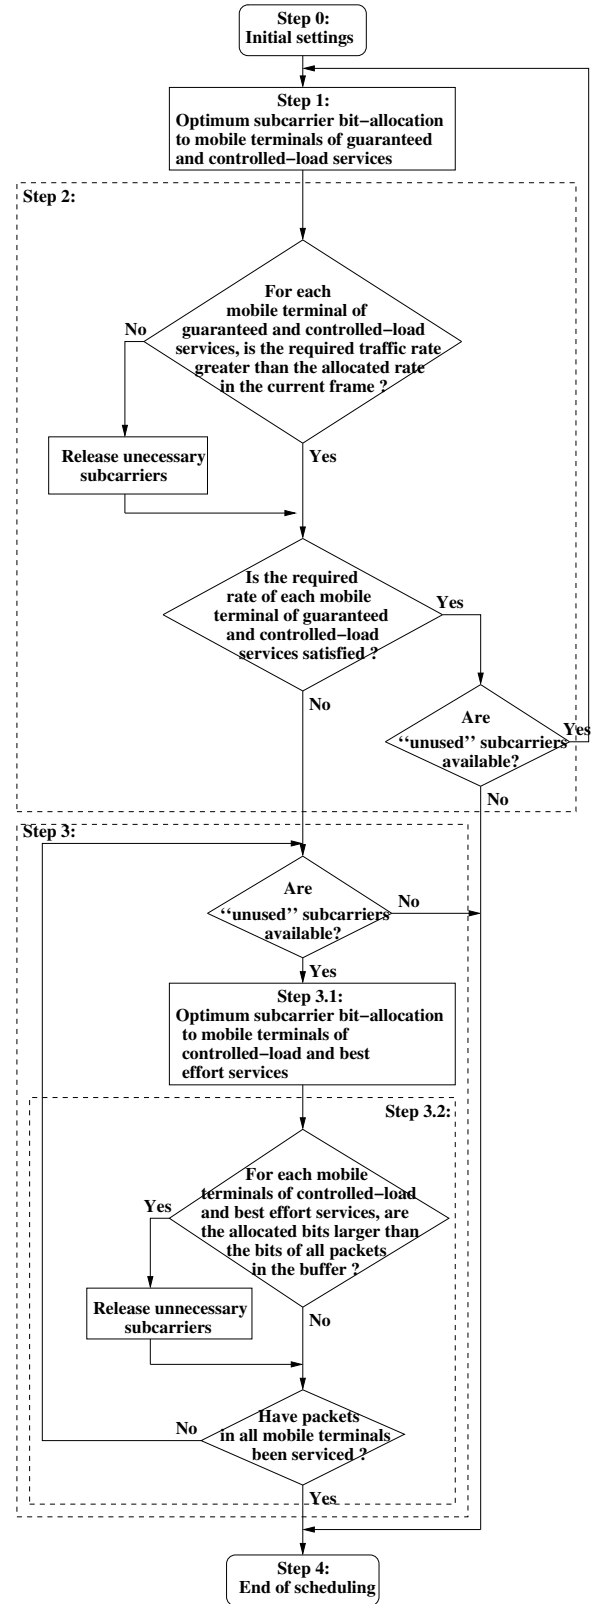 Step 0:
Initial settings
Step 1:
Optimum subcarrier bit−allocation
to mobile terminals of guaranteed
and controlled−load services
Step 2:
For each
mobile terminal of
guaranteed and controlled−load
services, is the required traffic rate
greater than the allocated rate
in the current frame ?
No
Release unecessary
subcarriers
Yes
Is the required
rate of each mobile
terminal of guaranteed
and controlled−load
services satisfied ?
Yes
No
Are
‘‘unused’’ subcarriers
available?
Yes
No
Step 3:
Are
‘‘unused’’ subcarriers
available?
No
Yes
Step 3.1:
Optimum subcarrier bit−allocation
to mobile terminals of
controlled−load and best
effort services
Step 3.2:
For each mobile
terminals of controlled−load
and best effort services, are
the allocated bits larger than
the bits of all packets
in the buffer ?
Yes
Release unnecessary
subcarriers
No
Have packets
in all mobile terminals
been serviced ?
No
Yes
Step 4:
End of scheduling